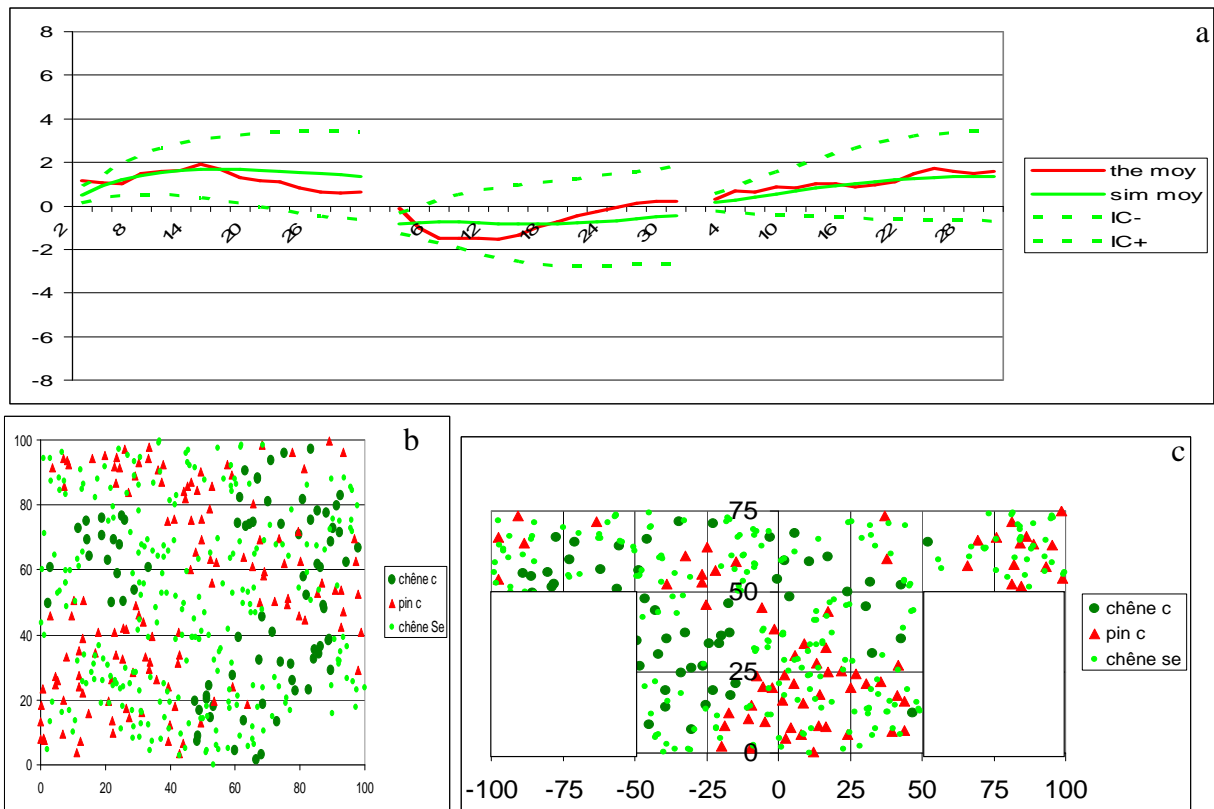 a
8
6
4
2
0
-2
-4
-6
-8
2 8 14 20 26 6 12 18 24 30 4 10 16 22 28
the moy
sim moy
IC-
IC+
b
100
80
60
40
20
0
0 20 40 60 80 100
chêne c
pin c
chêne Se
c
75
50
25
0
-100 -75 -50 -25 0 25 50 75 100
chêne c
pin c
chêne se